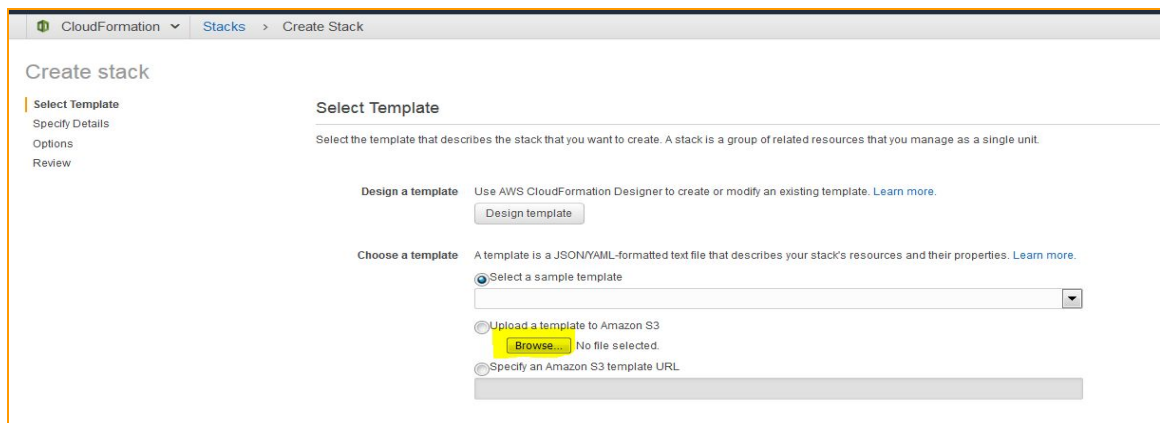 CloudFormation Stacks > Create Stack
Create stack
Select Template
Specify Details
Options
Review
Select Template
Select the template that describes the stack that you want to create. A stack is a group of related resources that you manage as a single unit.
Design a template Use AWS CloudFormation Designer to create or modify an existing template. Learn more.
Design template
Choose a template A template is a JSON/YAML-formatted text file that describes your stack's resources and their properties. Learn more.
Select a sample template
Upload a template to Amazon S3
Browse... No file selected.
Specify an Amazon S3 template URL